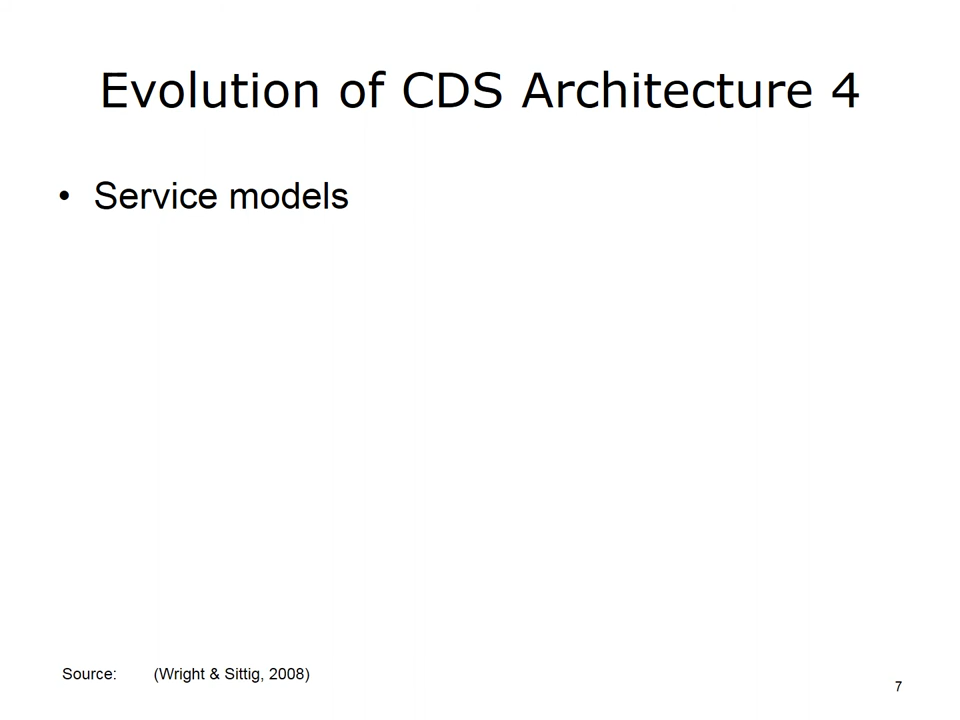 Evolution of CDS Architecture 4
• Service models
Source: (Wright & Sittig, 2008)
7